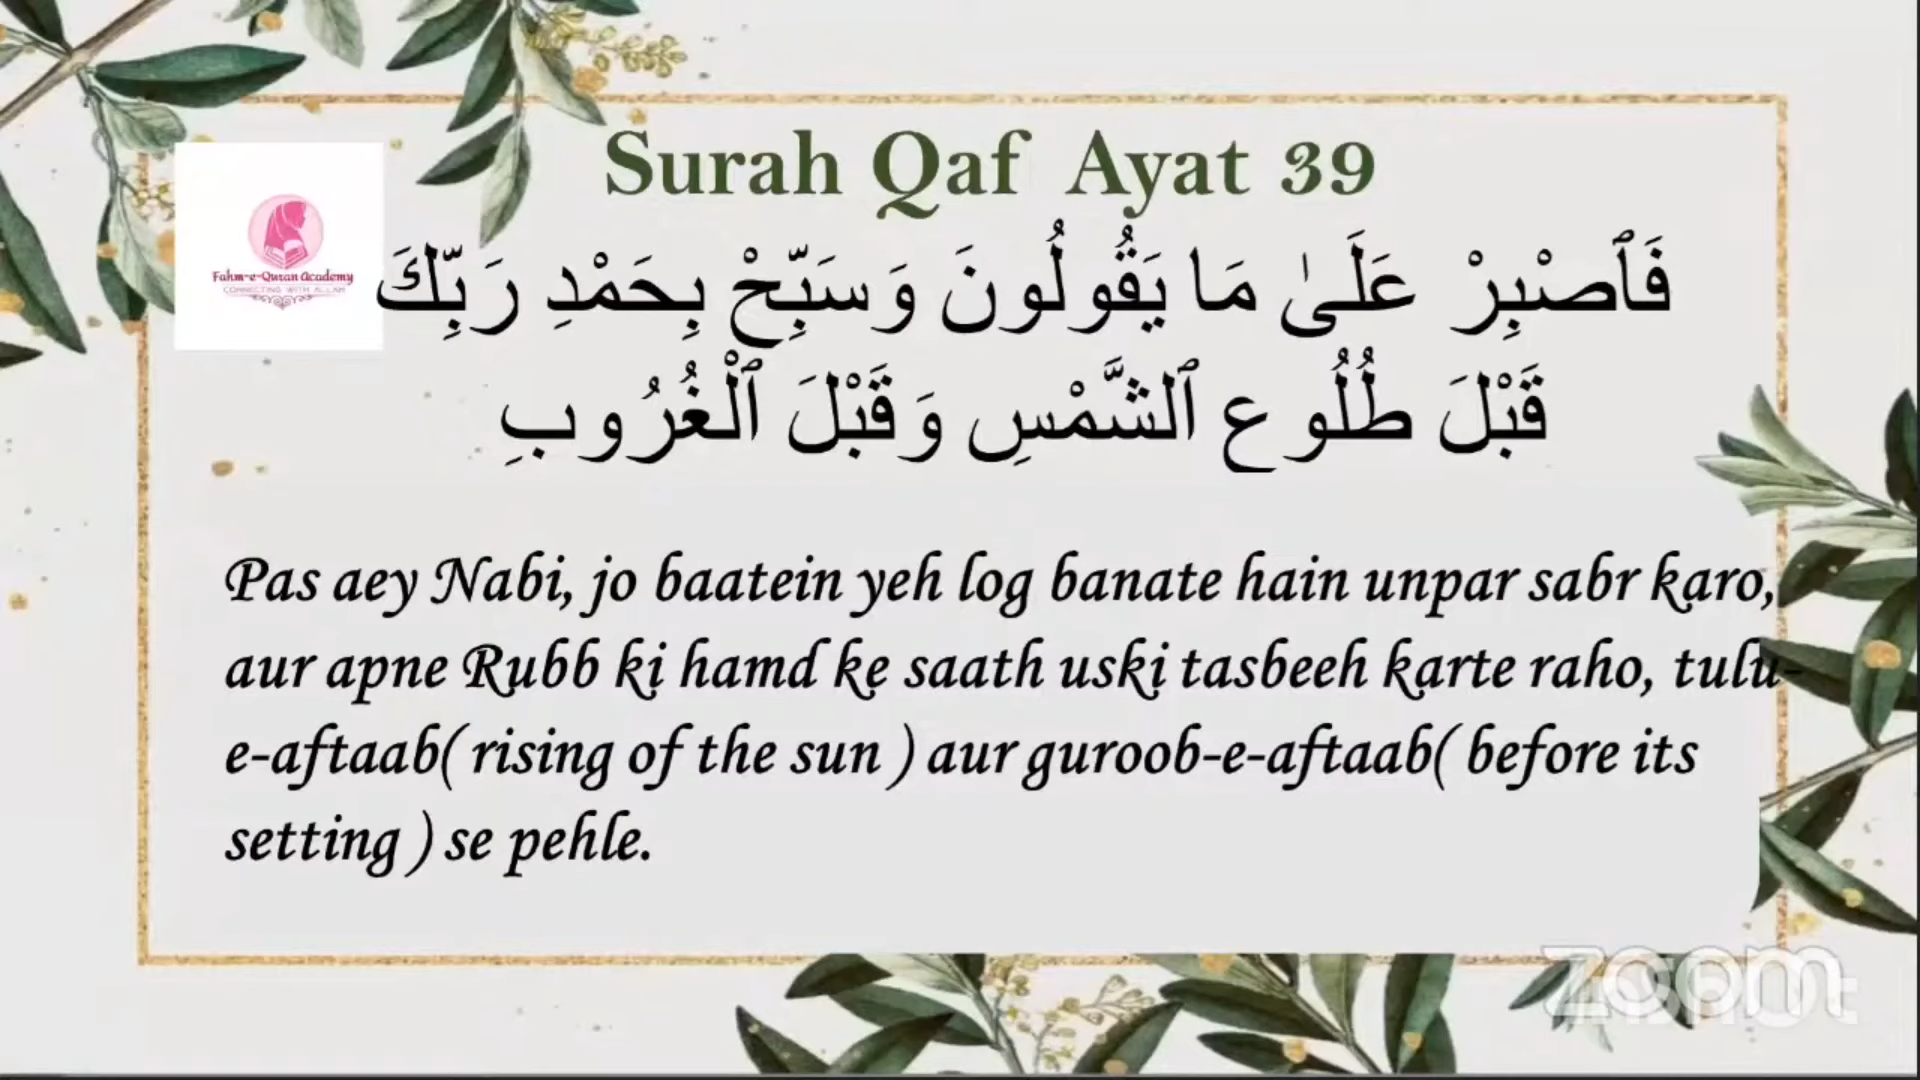 Surah Qaf Ayat 39
Fahm-e-Quran Academy
CONNECTING WITH ALLAH
فَٱصْبِرْ عَلَىٰ مَا يَقُولُونَ وَسَبِّحْ بِحَمْدِ رَبِّكَ
قَبْلَ طُلُوعِ ٱلشَّمْسِ وَقَبْلَ ٱلْغُرُوبِ
Pas aey Nabi, jo baatein yeh log banate hain unpar sabr karo,
aur apne Rubb ki hamd ke saath uski tasbeeh karte raho, tulu-
e-aftaab( rising of the sun ) aur guroob-e-aftaab( before its
setting ) se pehle.
zoom